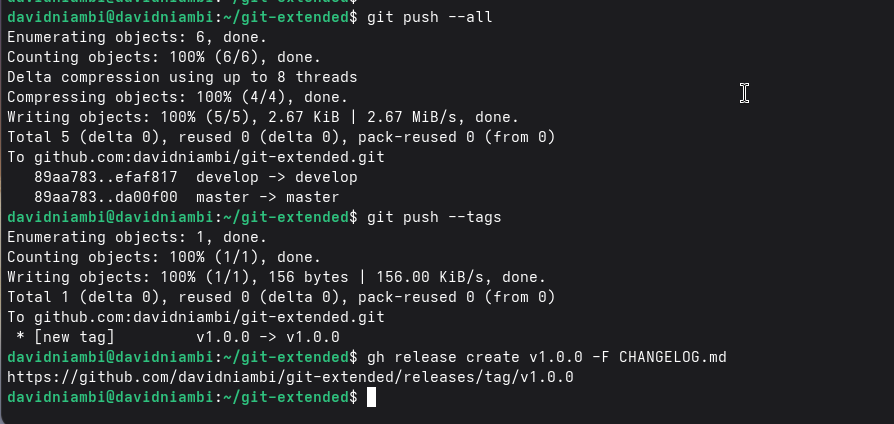 davidniambi@davidniambi:~/git-extended$ git push --all
Enumerating objects: 6, done.
Counting objects: 100% (6/6), done.
Delta compression using up to 8 threads
Compressing objects: 100% (4/4), done.
Writing objects: 100% (5/5), 2.67 KiB | 2.67 MiB/s, done.
Total 5 (delta 0), reused 0 (delta 0), pack-reused 0 (from 0)
To github.com:davidniambi/git-extended.git
   89aa783..efaf817  develop -> develop
   89aa783..da00f00  master -> master
davidniambi@davidniambi:~/git-extended$ git push --tags
Enumerating objects: 1, done.
Counting objects: 100% (1/1), done.
Writing objects: 100% (1/1), 156 bytes | 156.00 KiB/s, done.
Total 1 (delta 0), reused 0 (delta 0), pack-reused 0 (from 0)
To github.com:davidniambi/git-extended.git
 * [new tag]         v1.0.0 -> v1.0.0
davidniambi@davidniambi:~/git-extended$ gh release create v1.0.0 -F CHANGELOG.md
https://github.com/davidniambi/git-extended/releases/tag/v1.0.0
davidniambi@davidniambi:~/git-extended$